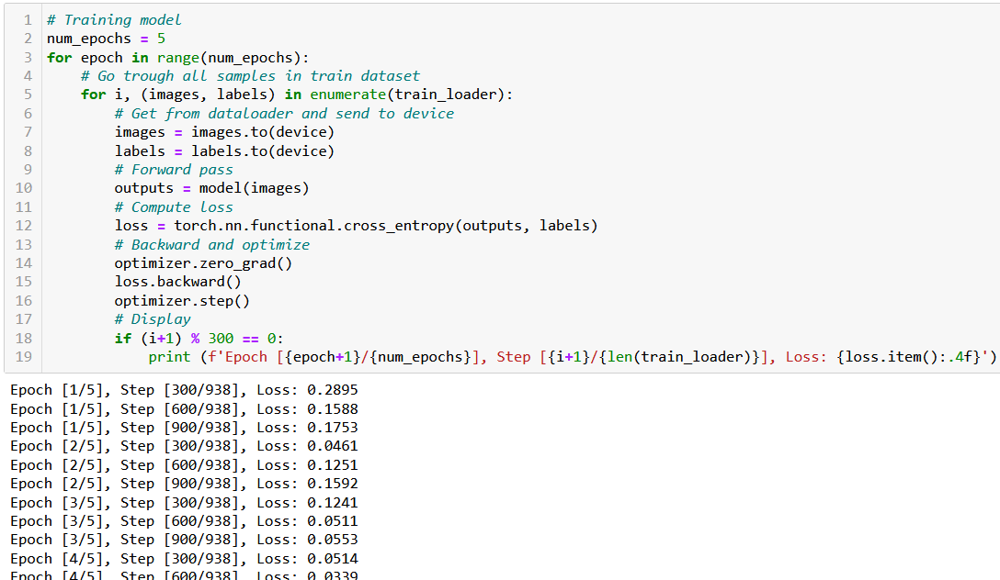 1 # Training model
2 num_epochs = 5
3 for epoch in range(num_epochs):
4     # Go trough all samples in train dataset
5     for i, (images, labels) in enumerate(train_loader):
6         # Get from dataloader and send to device
7         images = images.to(device)
8         labels = labels.to(device)
9         # Forward pass
10         outputs = model(images)
11         # Compute loss
12         loss = torch.nn.functional.cross_entropy(outputs, labels)
13         # Backward and optimize
14         optimizer.zero_grad()
15         loss.backward()
16         optimizer.step()
17         # Display
18         if (i+1) % 300 == 0:
19             print (f'Epoch [{epoch+1}/{num_epochs}], Step [{i+1}/{len(train_loader)}], Loss: {loss.item():.4f}')
Epoch [1/5], Step [300/938], Loss: 0.2895
Epoch [1/5], Step [600/938], Loss: 0.1588
Epoch [1/5], Step [900/938], Loss: 0.1753
Epoch [2/5], Step [300/938], Loss: 0.0461
Epoch [2/5], Step [600/938], Loss: 0.1251
Epoch [2/5], Step [900/938], Loss: 0.1592
Epoch [3/5], Step [300/938], Loss: 0.1241
Epoch [3/5], Step [600/938], Loss: 0.0511
Epoch [3/5], Step [900/938], Loss: 0.0553
Epoch [4/5], Step [300/938], Loss: 0.0514
Epoch [4/5], Step [600/938], Loss: 0.0339